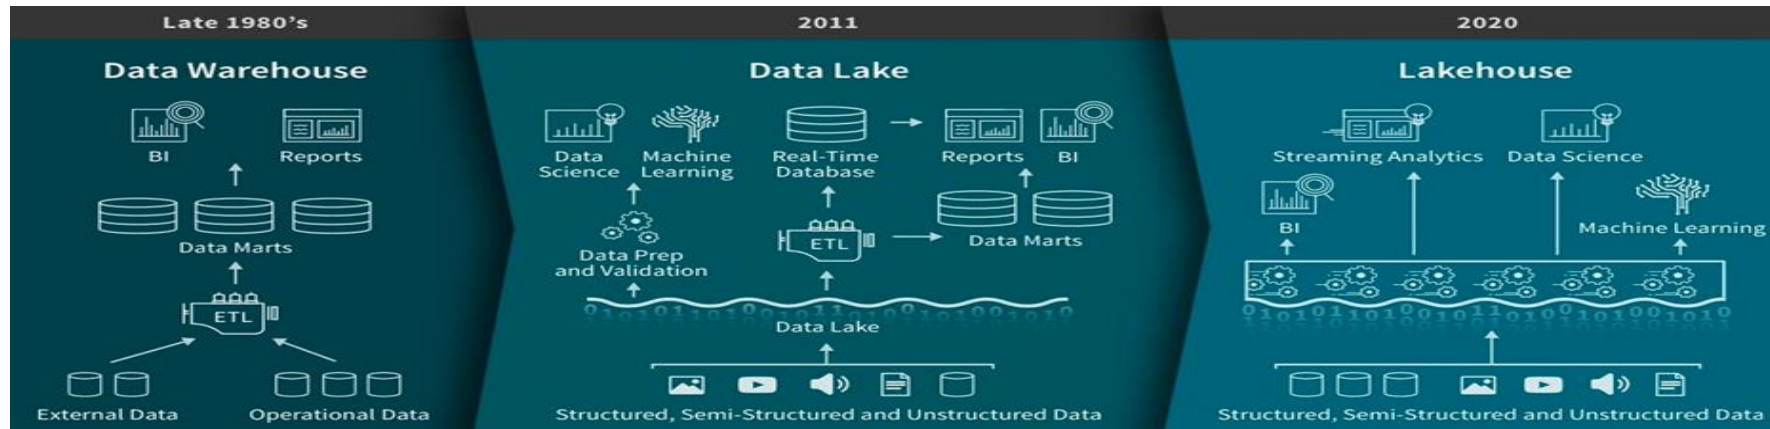 Late 1980's
Data Warehouse
BI
Reports
Data Marts
ETL
External Data
Operational Data
2011
Data Lake
Data
Science
Machine
Learning
Real-Time
Database
Reports
BI
Data Prep
and Validation
ETL
Data Marts
Data Lake
Structured, Semi-Structured and Unstructured Data
2020
Lakehouse
Streaming Analytics
Data Science
BI
Machine Learning
Structured, Semi-Structured and Unstructured Data